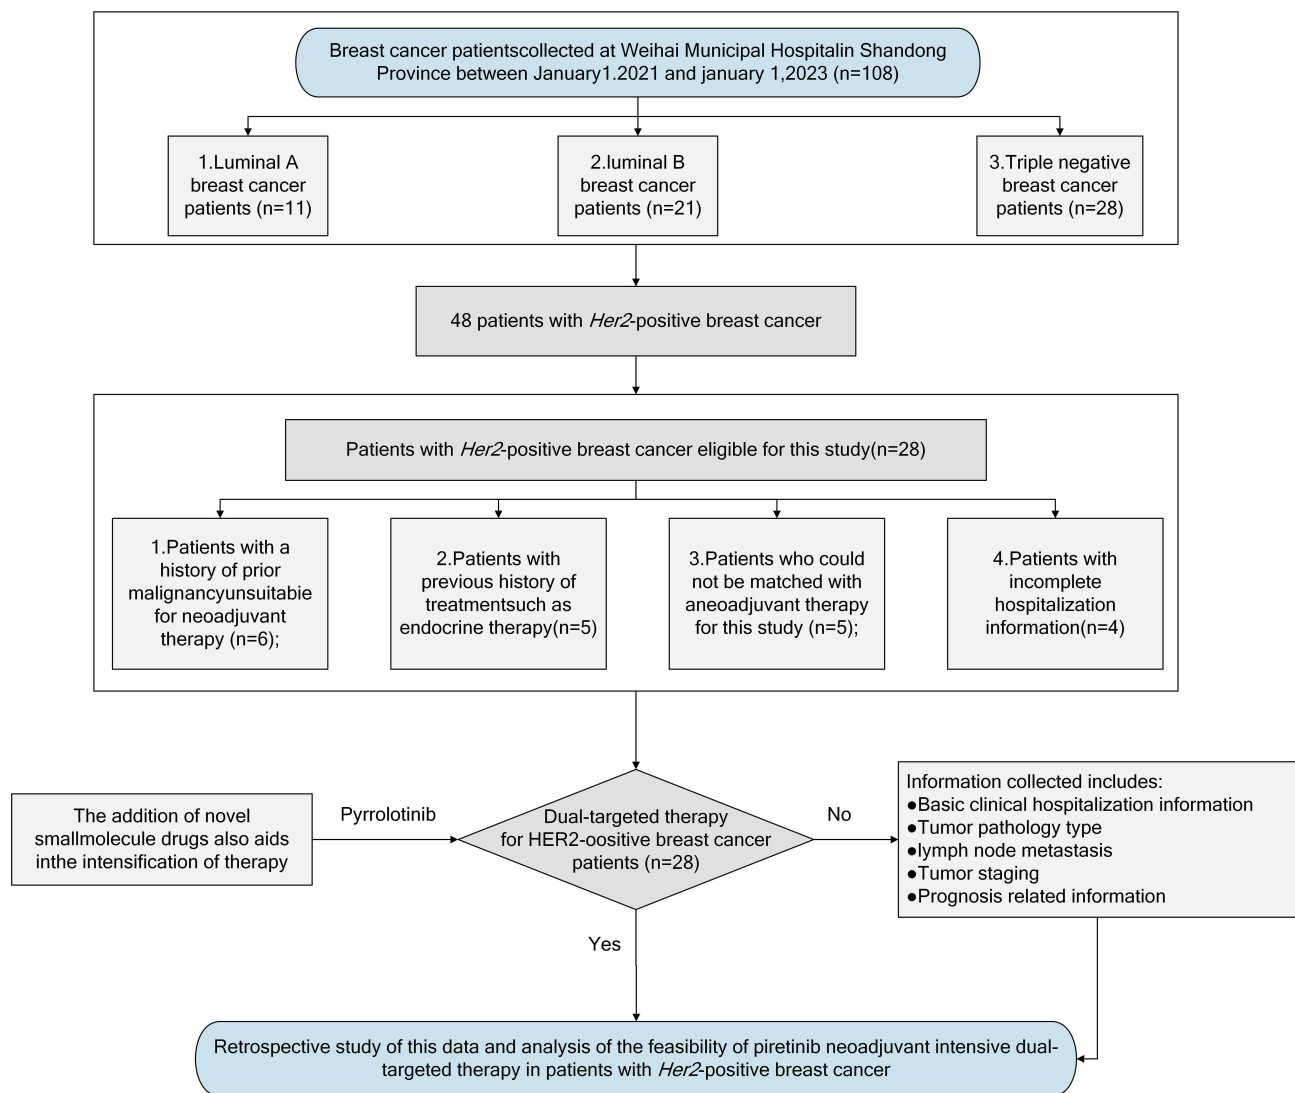 Breast cancer patientscollected at Weihai Municipal Hospitalin Shandong
Province between January1.2021 and january 1,2023 (n=108)
1.Luminal A
breast cancer
patients (n=11)
2.luminal B
breast cancer
patients (n=21)
3.Triple negative
breast cancer
patients (n=28)
48 patients with Her2-positive breast cancer
Patients with Her2-positive breast cancer eligible for this study(n=28)
1.Patients with a
history of prior
malignancyunsuitable
for neoadjuvant
therapy (n=6);
2.Patients with
previous history of
treatmentsuch as
endocrine therapy(n=5)
3.Patients who could
not be matched with
aneoadjuvant therapy
for this study (n=5);
4.Patients with
incomplete
hospitalization
information(n=4)
The addition of novel
smallmolecule drugs also aids
inthe intensification of therapy
Pyrrolotinib
Dual-targeted therapy
for HER2-oositive breast cancer
patients (n=28)
No
Information collected includes:
●Basic clinical hospitalization information
●Tumor pathology type
●lymph node metastasis
●Tumor staging
●Prognosis related information
Yes
Retrospective study of this data and analysis of the feasibility of piretinib neoadjuvant intensive dual-
targeted therapy in patients with Her2-positive breast cancer